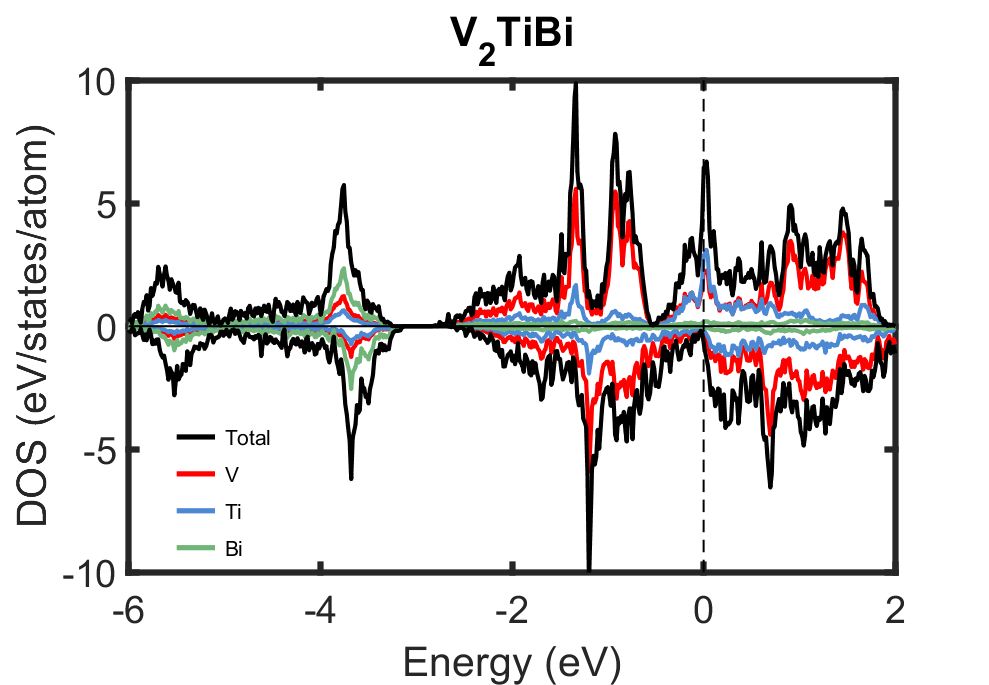 V2TiBi
DOS (eV/states/atom)
10
5
0
-5
-10
Total
V
Ti
Bi
-6
-4
-2
0
2
Energy (eV)